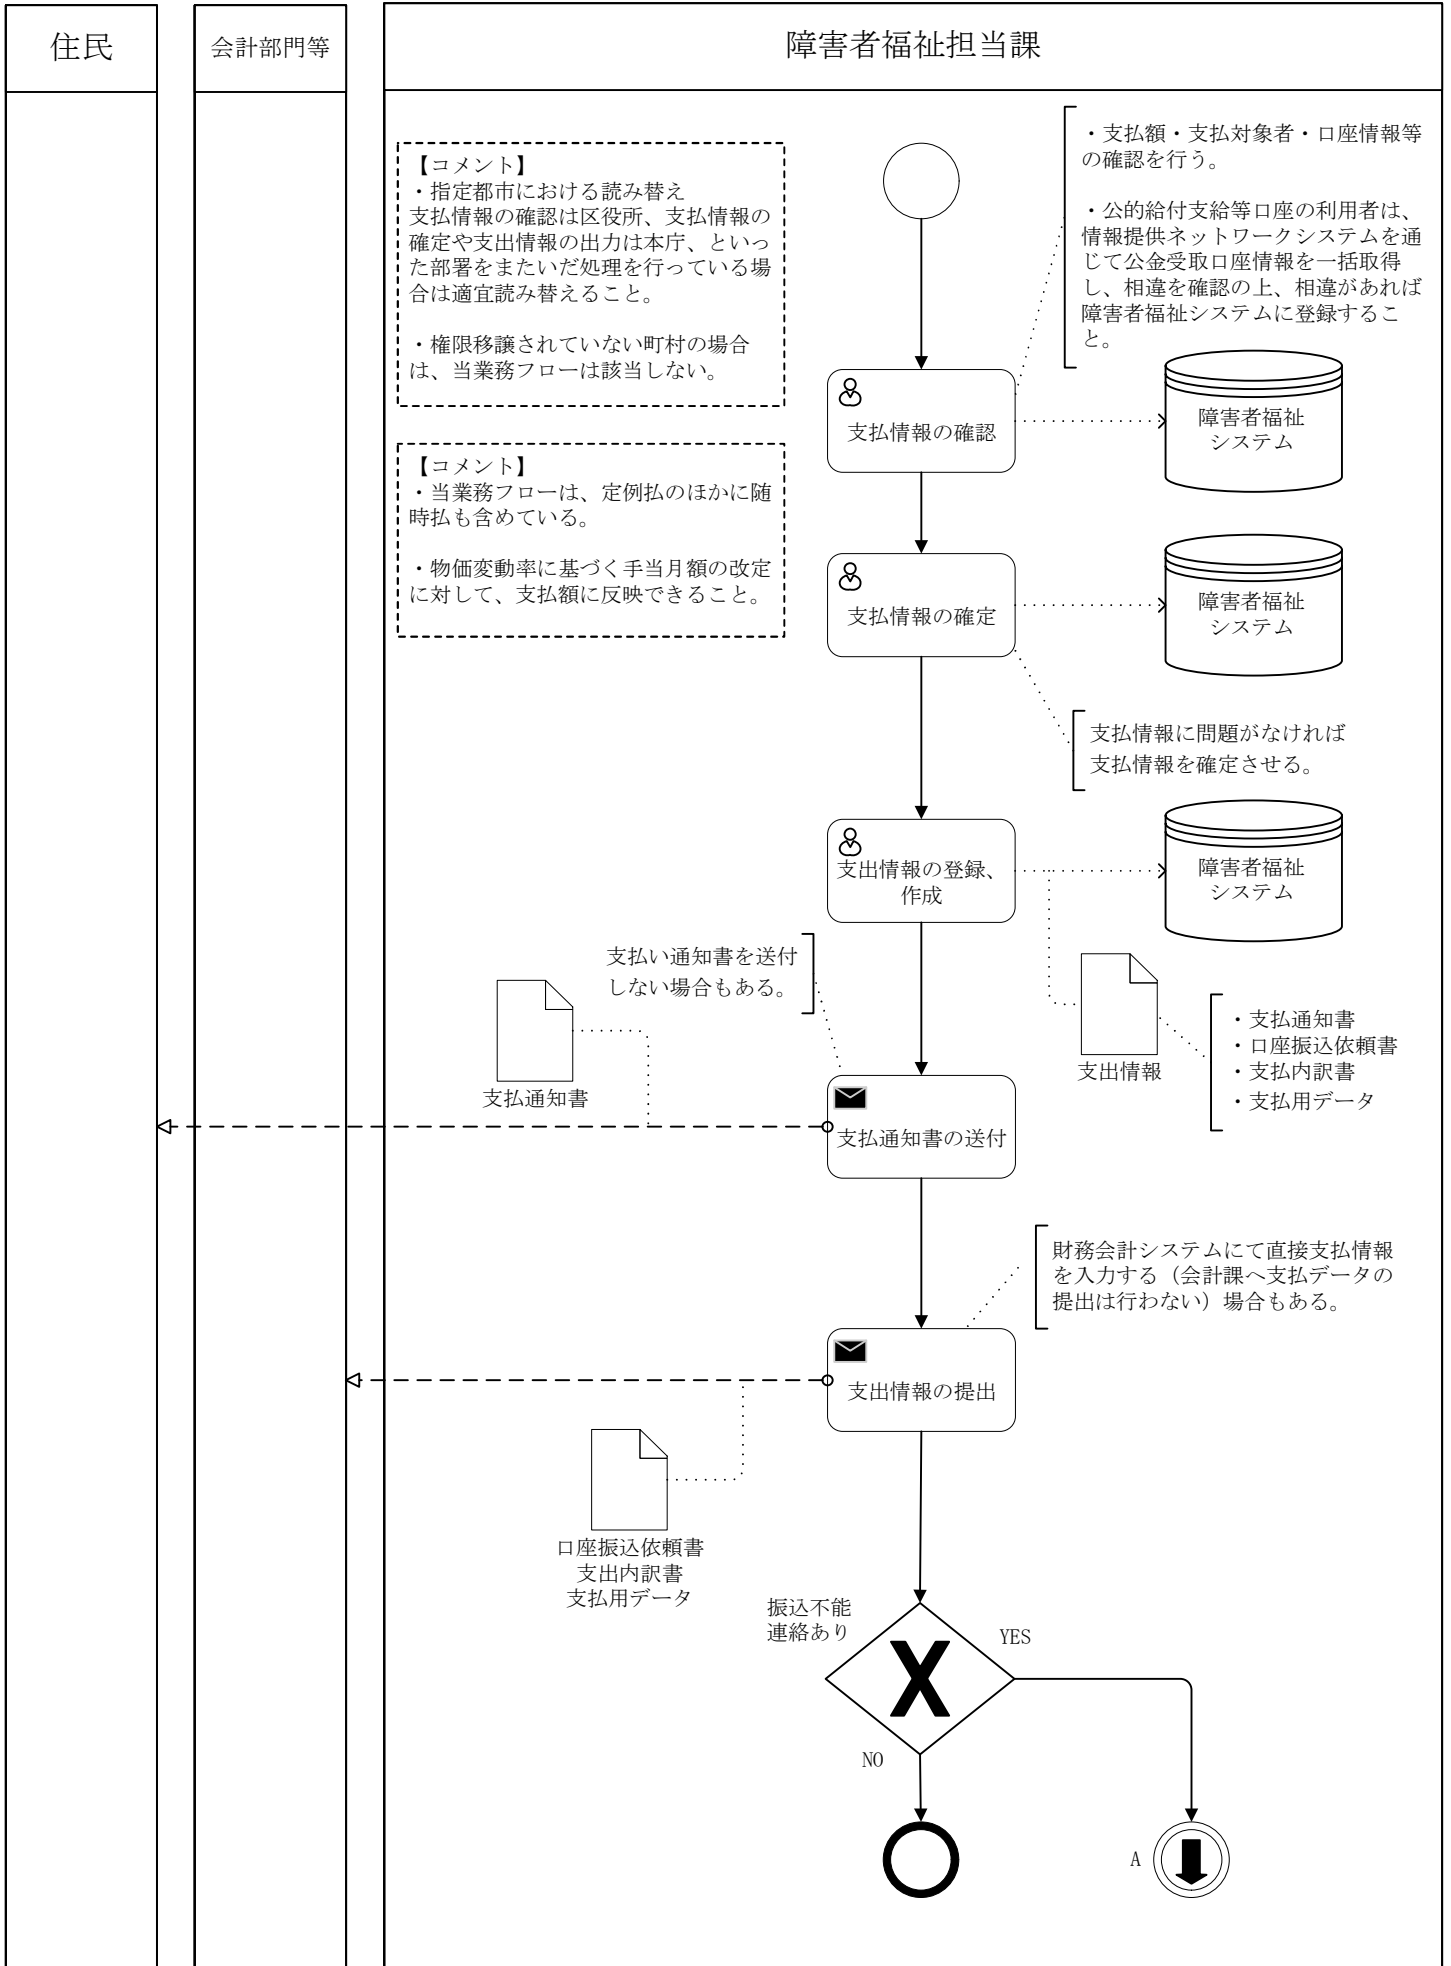 住民
会計部門等
障害者福祉担当課
【コメント】
・指定都市における読み替え
支払情報の確認は区役所、支払情報の
確定や支出情報の出力は本庁、といっ
た部署をまたいだ処理を行っている場
合は適宜読み替えること。
・権限移譲されていない町村の場合
は、当業務フローは該当しない。
・支払額・支払対象者・口座情報等
の確認を行う。
・公的給付支給等口座の利用者は、
情報提供ネットワークシステムを通
じて公金受取口座情報を一括取得
し、相違を確認の上、相違があれば
障害者福祉システムに登録するこ
と。
支払情報の確認
障害者福祉
システム
【コメント】
・当業務フローは、定例払のほかに随
時払も含めている。
・物価変動率に基づく手当月額の改定
に対して、支払額に反映できること。
支払情報の確定
障害者福祉
システム
支払情報に問題がなければ
支払情報を確定させる。
支出情報の登録、
作成
障害者福祉
システム
支払い通知書を送付
しない場合もある。
支払通知書
支出情報
・支払通知書
・口座振込依頼書
・支払内訳書
・支払用データ
支払通知書の送付
財務会計システムにて直接支払情報
を入力する（会計課へ支払データの
提出は行わない）場合もある。
支出情報の提出
口座振込依頼書
支出内訳書
支払用データ
振込不能
連絡あり
YES
NO
A